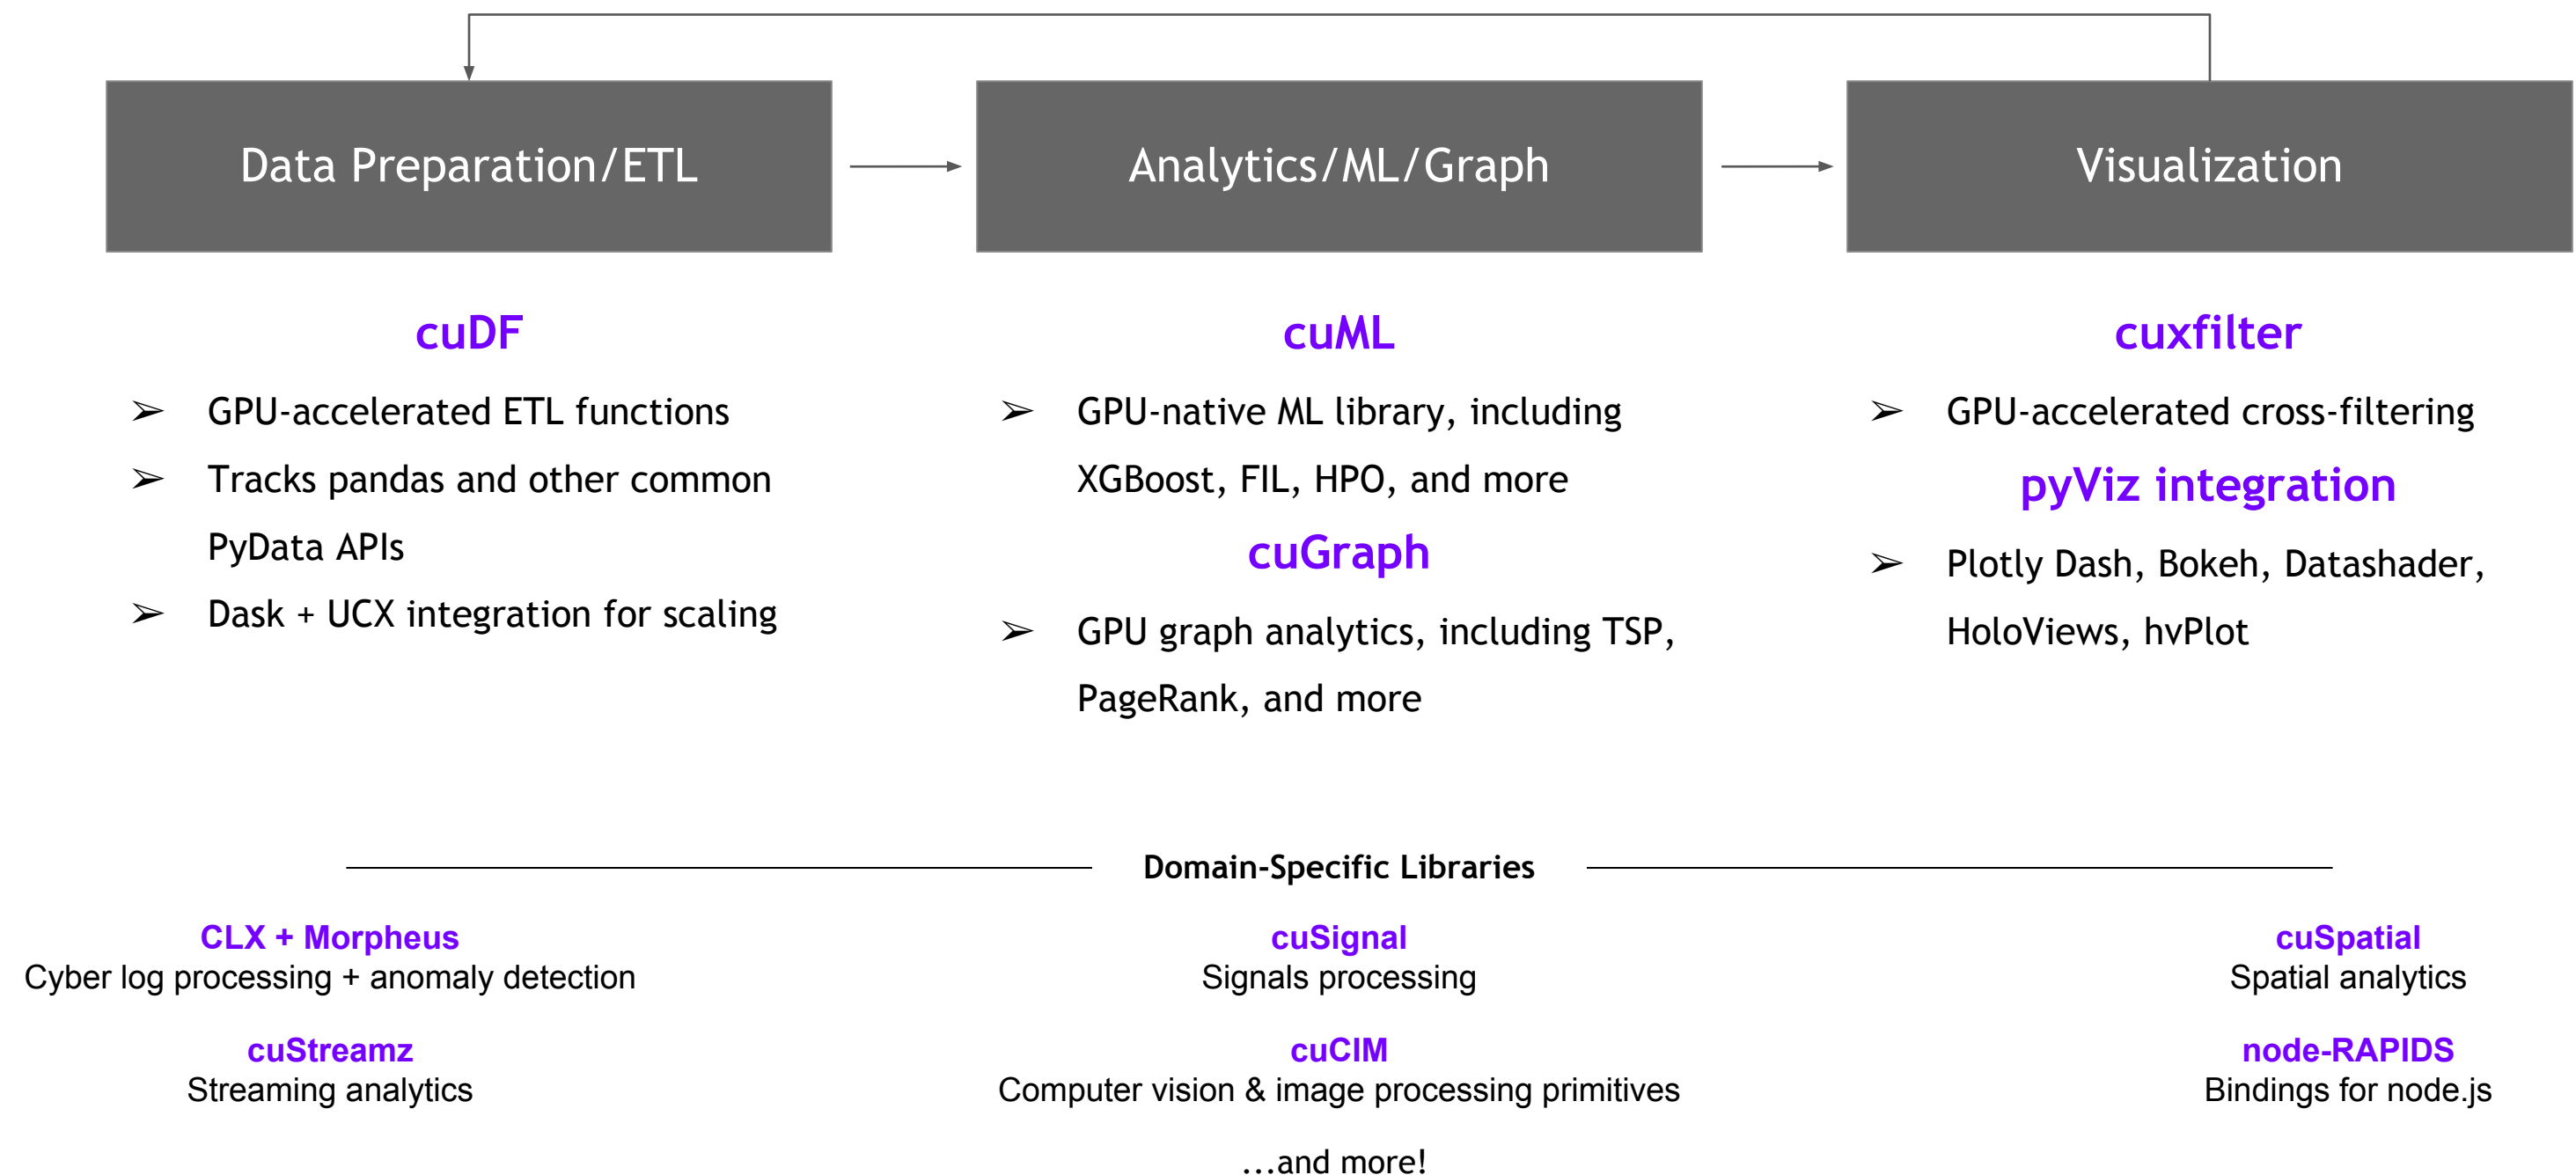 Data Preparation/ETL
Analytics/ML/Graph
Visualization
cuDF
➢ GPU-accelerated ETL functions
➢ Tracks pandas and other common
PyData APIs
➢ Dask + UCX integration for scaling
cuML
➢ GPU-native ML library, including
XGBoost, FIL, HPO, and more
cuGraph
➢ GPU graph analytics, including TSP,
PageRank, and more
cuxfilter
➢ GPU-accelerated cross-filtering
pyViz integration
➢ Plotly Dash, Bokeh, Datashader,
HoloViews, hvPlot
Domain-Specific Libraries
CLX + Morpheus
Cyber log processing + anomaly detection
cuSignal
Signals processing
cuSpatial
Spatial analytics
cuStreamz
Streaming analytics
cuCIM
Computer vision & image processing primitives
node-RAPIDS
Bindings for node.js
...and more!